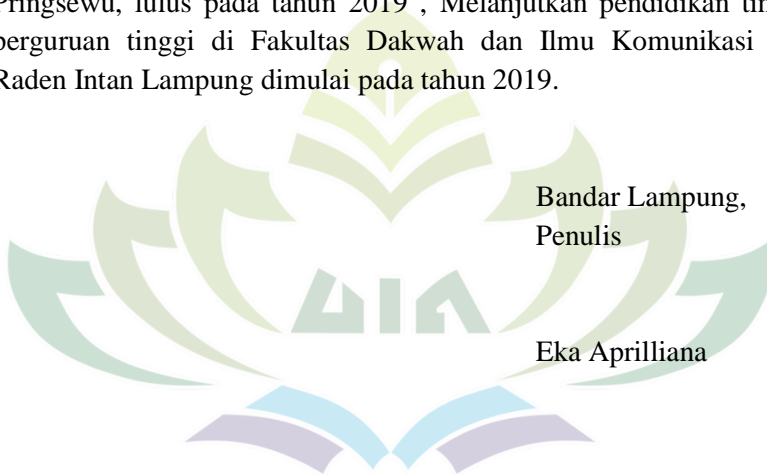 Pringsewu, lulus pada tahun 2019 , Melanjutkan pendidikan
perguruan tinggi di Fakultas Dakwah dan Ilmu Komunikasi
Raden Intan Lampung dimulai pada tahun 2019.
Bandar Lampung,
Penulis
UIN
Eka Aprilliana